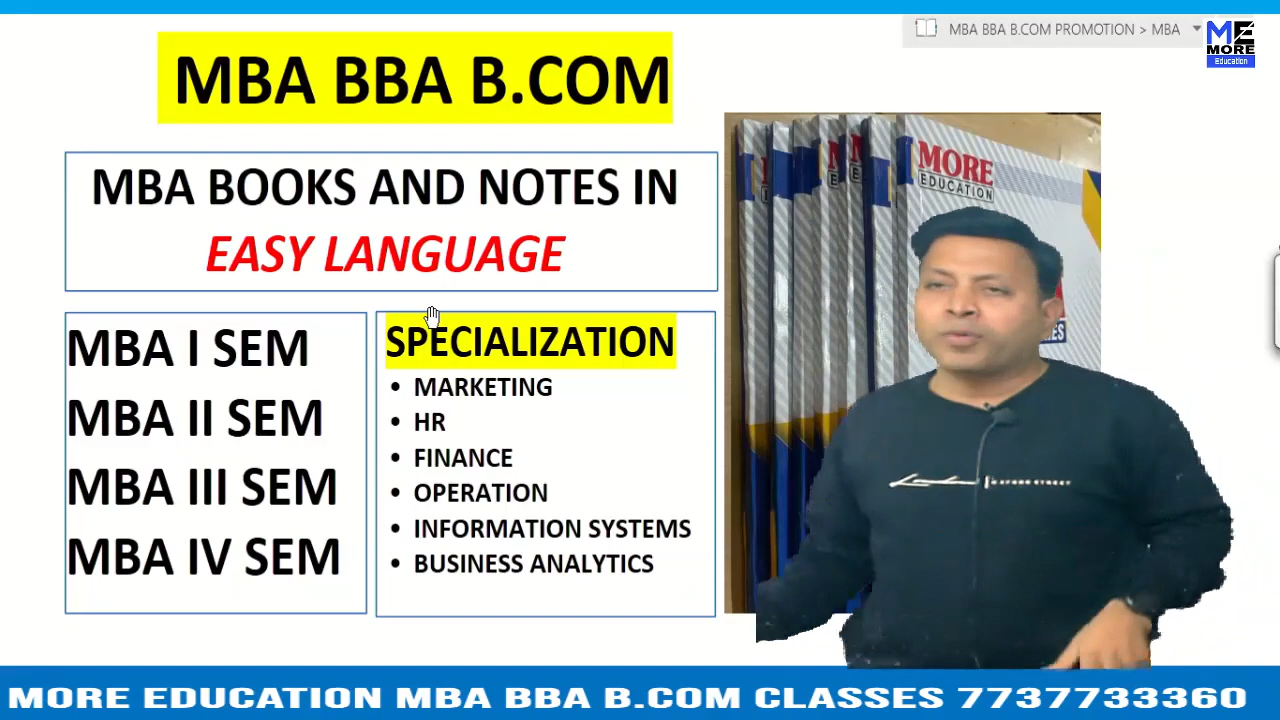 MBA BBA B.COM PROMOTION > MBA
ME
MORE
Education
MBA BBA B.COM
MBA BOOKS AND NOTES IN
EASY LANGUAGE
MBA I SEM
MBA II SEM
MBA III SEM
MBA IV SEM
SPECIALIZATION
• MARKETING
• HR
• FINANCE
• OPERATION
• INFORMATION SYSTEMS
• BUSINESS ANALYTICS
MORE
EDUCATION
MORE EDUCATION MBA BBA B.COM CLASSES 7737733360